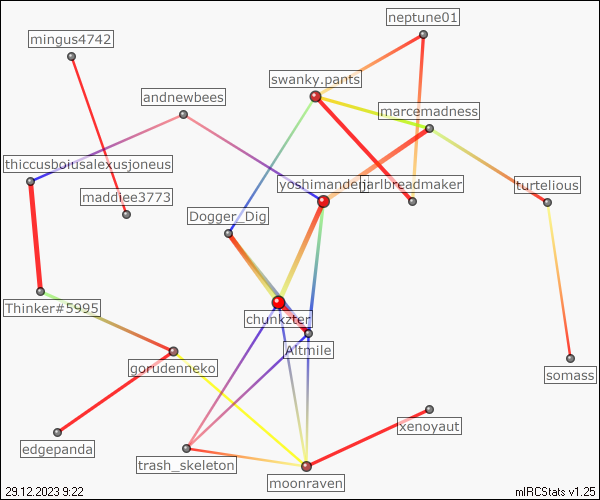 neptune01
mingus4742
swanky.pants
andnewbees
marcemadness
thiccusboiusalexusjoneus
yoshimandenj
jarlbreadmaker
turtelious
maddiee3773
Dogger_Dig
Thinker#5995
chunkzter
Altmile
gorudenneko
somass
xenoyaut
edgepanda
trash_skeleton
moonraven
29.12.2023 9:22
mIRCStats v1.25